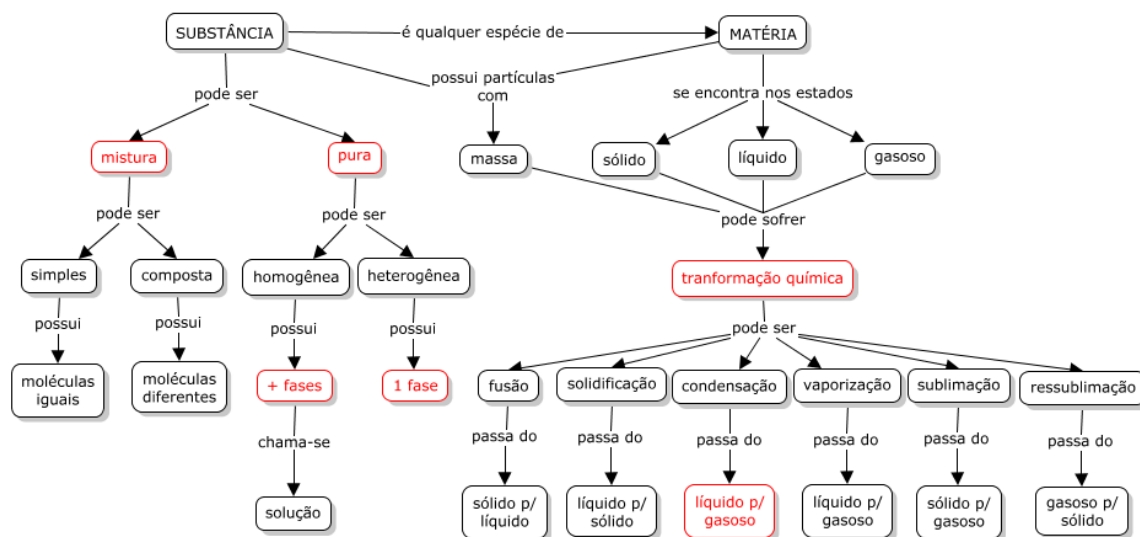 SUBSTÂNCIA
é qualquer espécie de
MATÉRIA
possui partículas
com
pode ser
se encontra nos estados
mistura
pura
massa
sólido
líquido
gasoso
pode ser
pode ser
pode sofrer
simples
composta
homogênea
heterogênea
tranformação química
possui
possui
possui
possui
pode ser
moléculas
iguais
moléculas
diferentes
+ fases
1 fase
fusão
solidificação
condensação
vaporização
sublimação
ressublimação
chama-se
passa do
passa do
passa do
passa do
passa do
passa do
solução
sólido p/
líquido
líquido p/
sólido
líquido p/
gasoso
líquido p/
gasoso
sólido p/
gasoso
gasoso p/
sólido